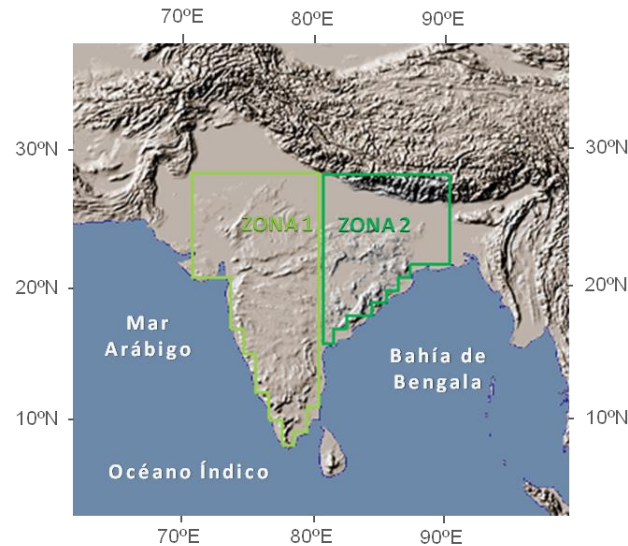 70ºE 80ºE 90ºE
30ºN 30ºN
ZONA 1 ZONA 2
20ºN 20ºN
Mar
Arábigo
Bahía de
Bengala
10ºN 10ºN
Océano Índico
70ºE 80ºE 90ºE